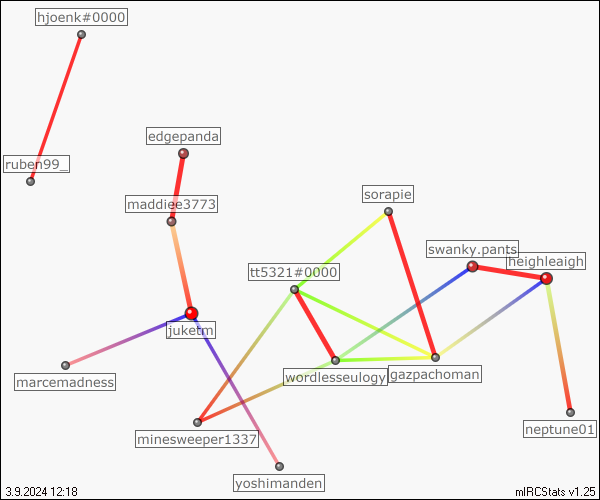 hjoenk#0000
edgepanda
ruben99_
sorapie
maddiee3773
swanky.pants
heighleaigh
tt5321#0000
juketm
marcemadness
wordlesseulogy
gazpachoman
neptune01
minesweeper1337
yoshimanden
3.9.2024 12:18
mIRCStats v1.25